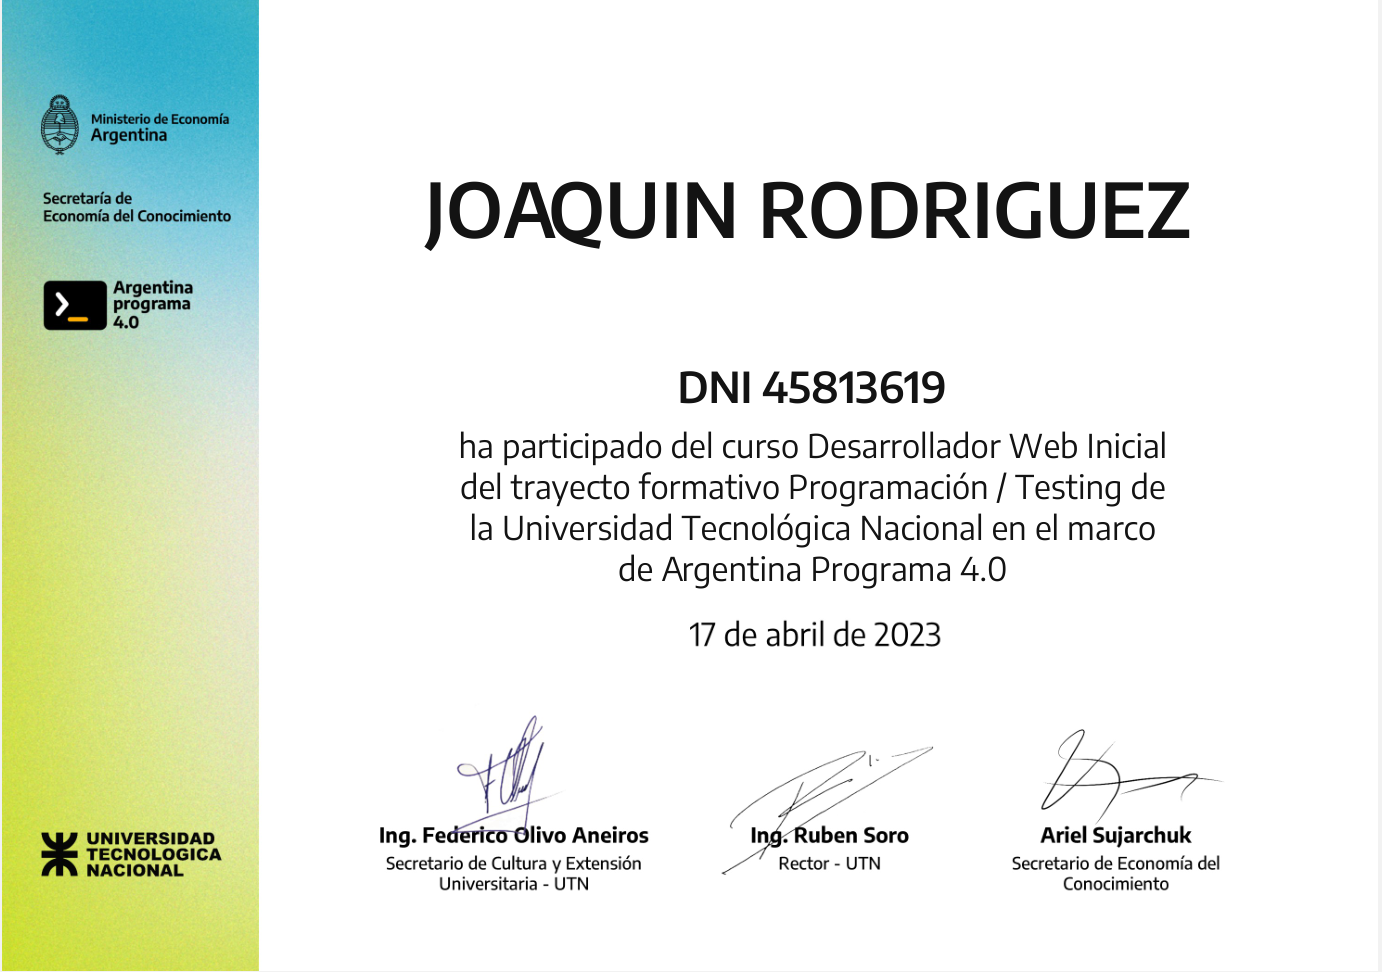 Ministerio de Economía
Argentina
Secretaría de
Economía del Conocimiento
Argentina
programa
4.0
JOAQUIN RODRIGUEZ
DNI 45813619
ha participado del curso Desarrollador Web Inicial
del trayecto formativo Programación / Testing de
la Universidad Tecnológica Nacional en el marco
de Argentina Programa 4.0
17 de abril de 2023
Ing. Federico Olivo Aneiros
Secretario de Cultura y Extensión
Universitaria - UTN
Ing. Ruben Soro
Rector - UTN
Ariel Sujarchuk
Secretario de Economía del
Conocimiento
UNIVERSIDAD
TECNOLOGICA
NACIONAL